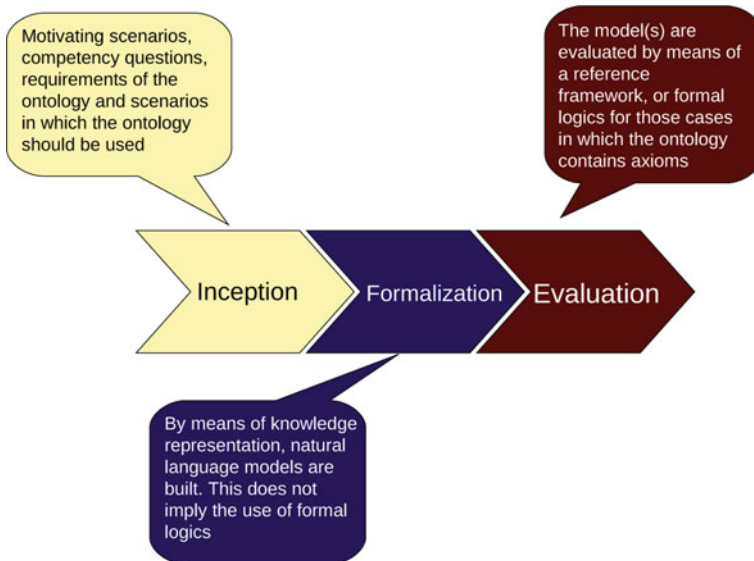 Motivating scenarios,
competency questions,
requirements of the
ontology and scenarios
in which the ontology
should be used
The model(s) are
evaluated by means of
a reference
framework, or formal
logics for those cases
in which the ontology
contains axioms
Inception
Formalization
Evaluation
By means of knowledge
representation, natural
language models are
built. This does not
imply the use of formal
logics